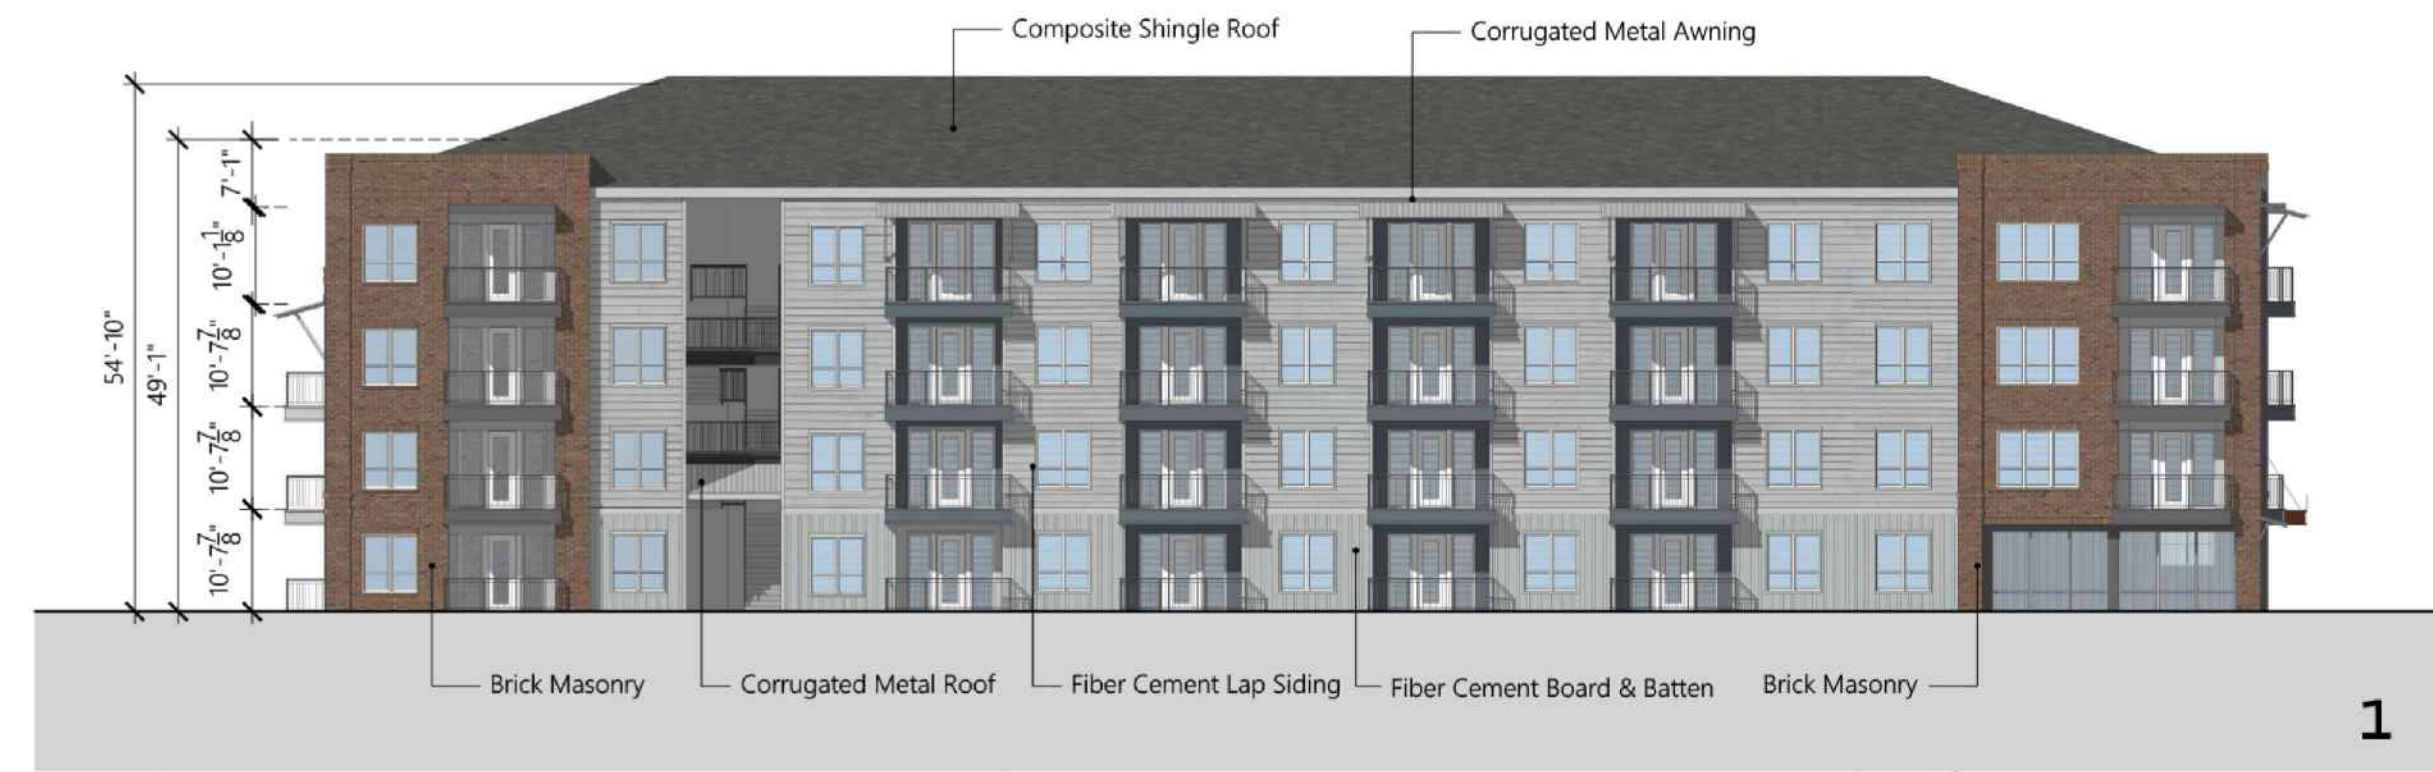 Composite Shingle Roof
Corrugated Metal Awning
54'-10"
49'-1"
7'-1"
10'-1 1/8"
10'-7 7/8"
10'-7 7/8"
10'-7 7/8"
Brick Masonry
Corrugated Metal Roof
Fiber Cement Lap Siding
Fiber Cement Board & Batten
Brick Masonry
1